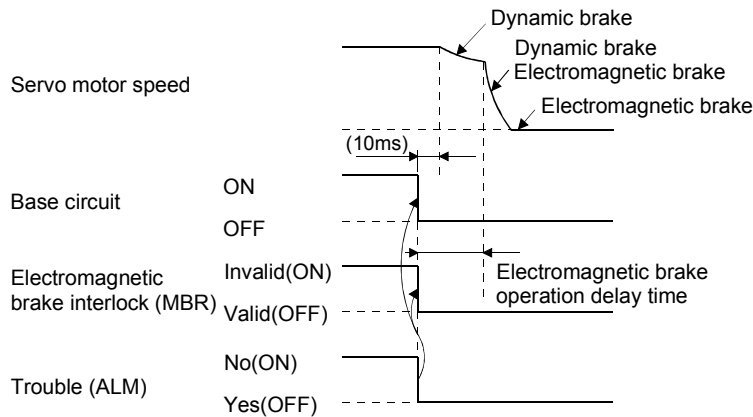 Dynamic brake
Dynamic brake
Electromagnetic brake
Servo motor speed
Electromagnetic brake
(10ms)
ON
Base circuit
OFF
Electromagnetic
brake interlock (MBR)
Invalid(ON)
Valid(OFF)
Electromagnetic brake
operation delay time
No(ON)
Trouble (ALM)
Yes(OFF)